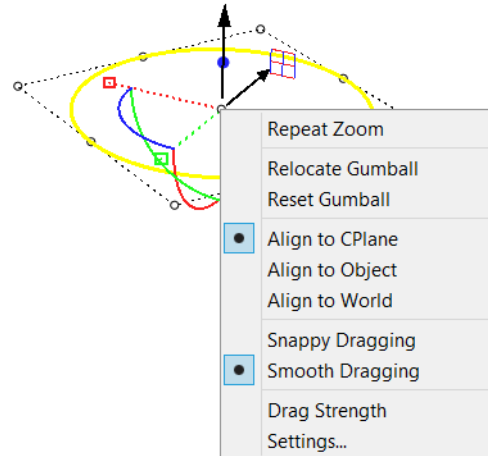 Repeat Zoom
Relocate Gumball
Reset Gumball
Align to CPlane
Align to Object
Align to World
Snappy Dragging
Smooth Dragging
Drag Strength
Settings...